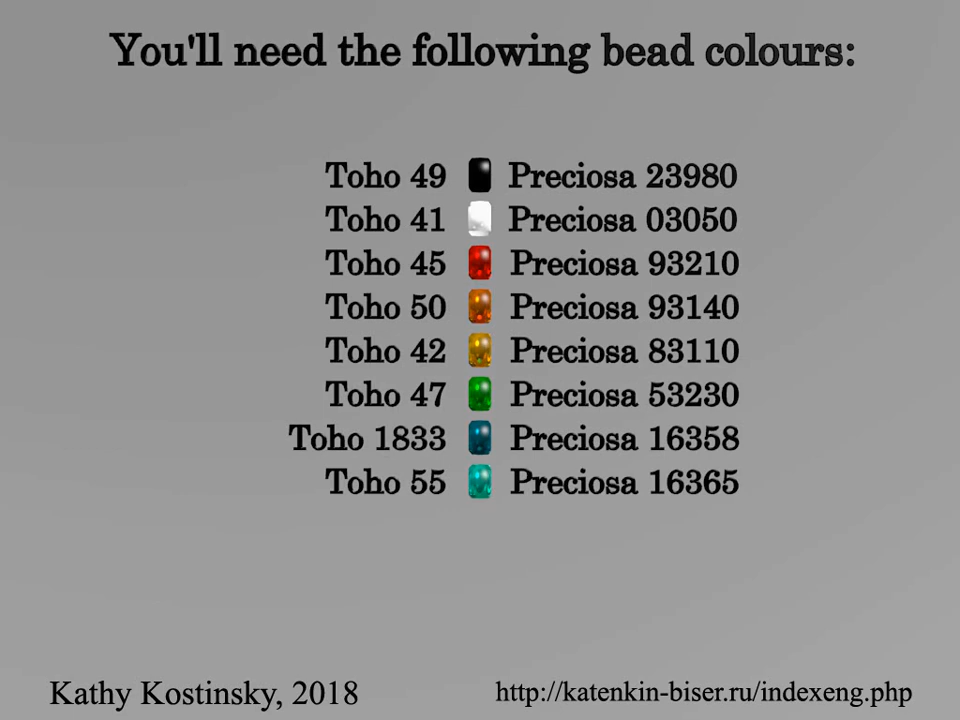 You'll need the following bead colours:
Toho 49 Preciosa 23980
Toho 41 Preciosa 03050
Toho 45 Preciosa 93210
Toho 50 Preciosa 93140
Toho 42 Preciosa 83110
Toho 47 Preciosa 53230
Toho 1833 Preciosa 16358
Toho 55 Preciosa 16365
Kathy Kostinsky, 2018 http://katenkin-biser.ru/indexeng.php